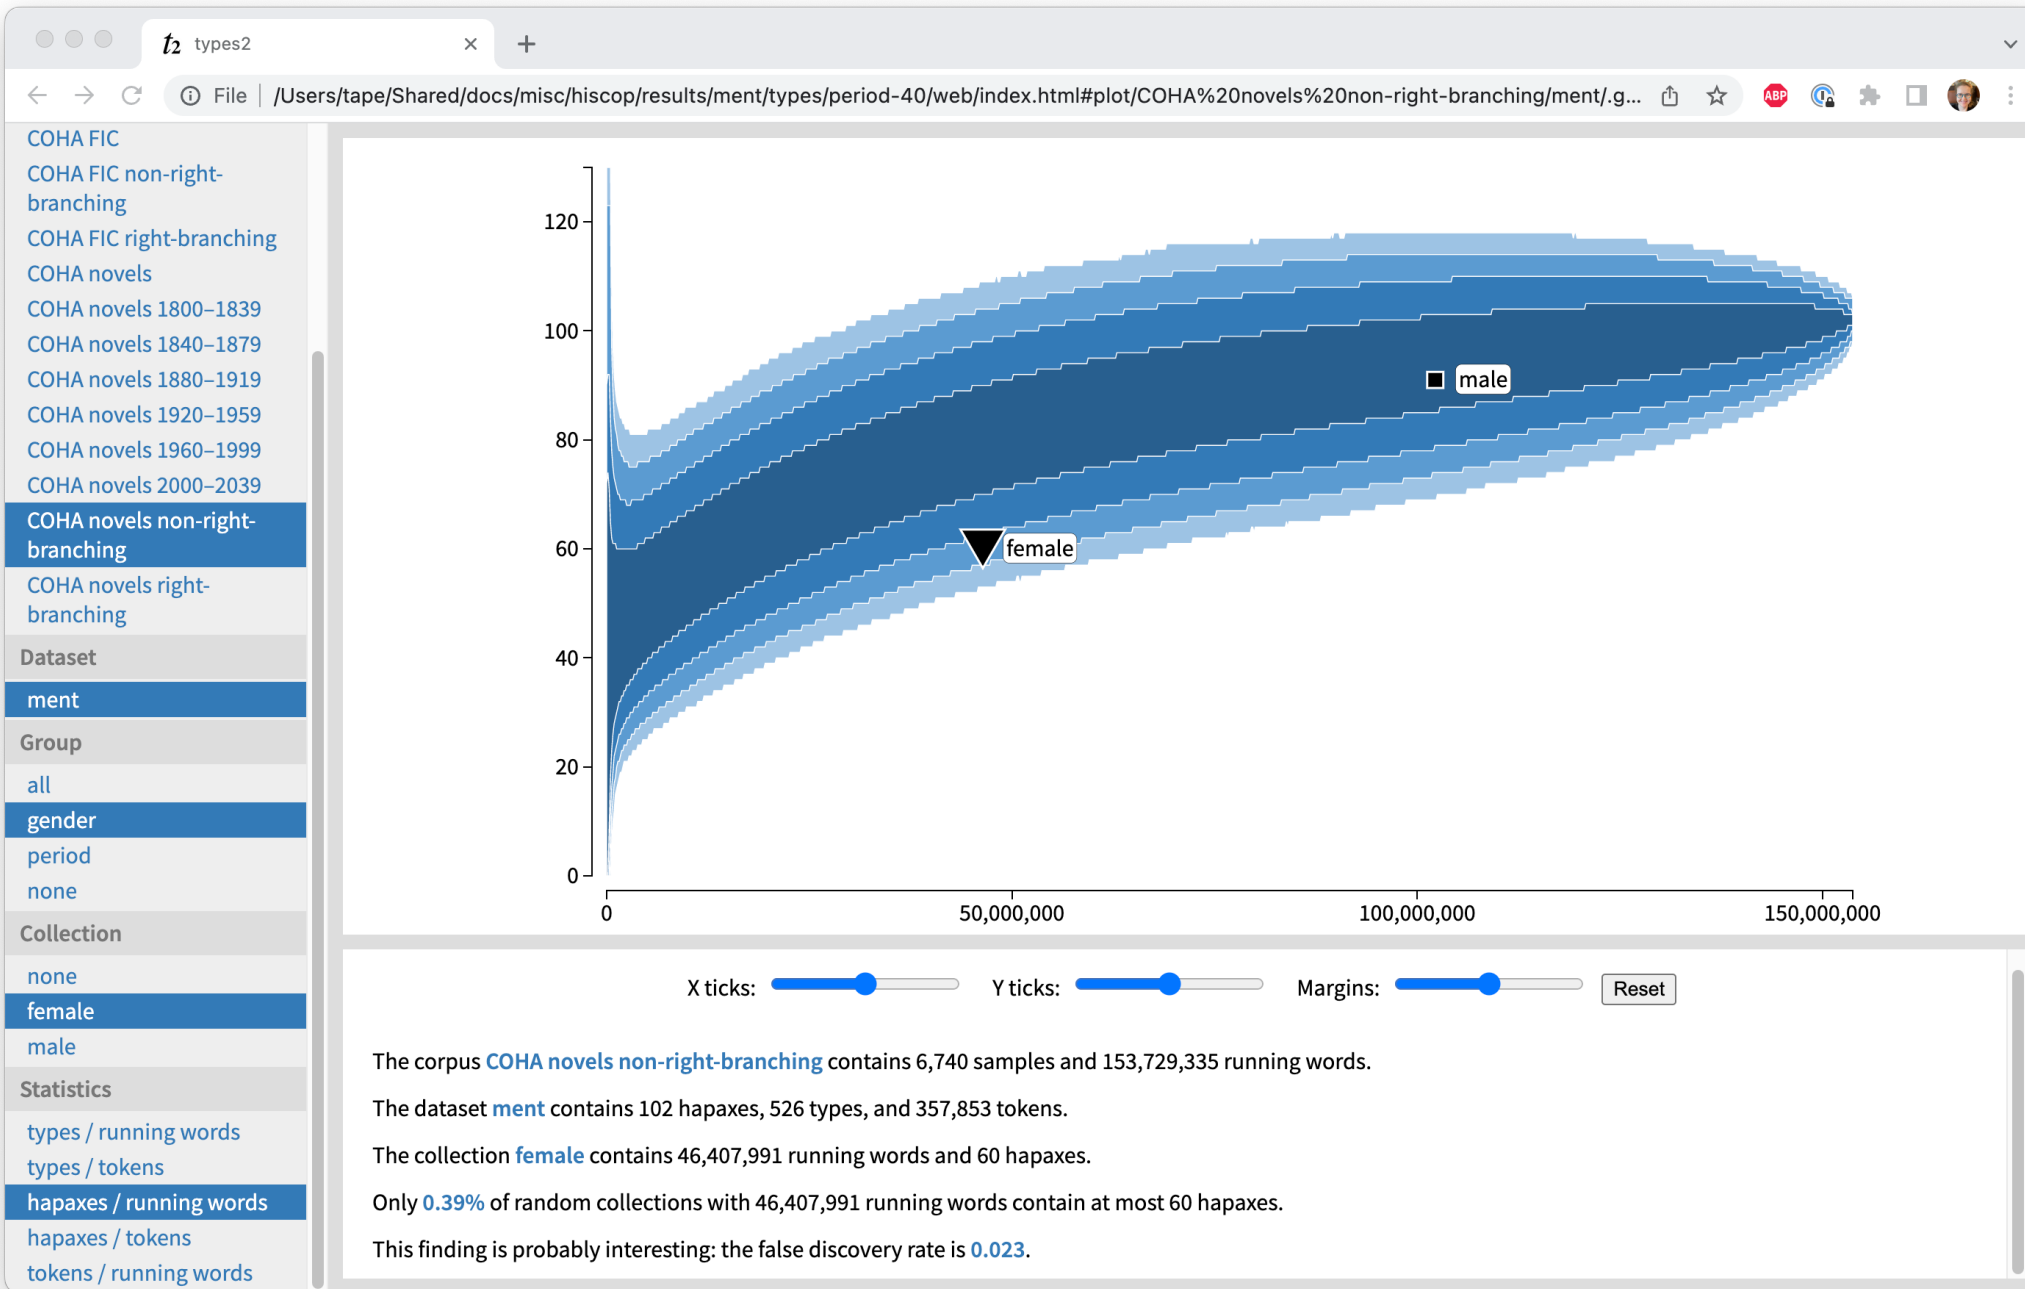 t2 types2
File /Users/tape/Shared/docs/misc/hiscop/results/ment/types/period-40/web/index.html#plot/COHA%20novels%20non-right-branching/ment/.g...
ABP
COHA FIC
COHA FIC non-right-
branching
COHA FIC right-branching
COHA novels
COHA novels 1800–1839
COHA novels 1840–1879
COHA novels 1880–1919
COHA novels 1920–1959
COHA novels 1960–1999
COHA novels 2000–2039
COHA novels non-right-
branching
COHA novels right-
branching
Dataset
ment
Group
all
gender
period
none
Collection
none
female
male
Statistics
types / running words
types / tokens
hapaxes / running words
hapaxes / tokens
tokens / running words
120
100
80
60
40
20
0
male
female
0 50,000,000 100,000,000 150,000,000
X ticks: Y ticks: Margins: Reset
The corpus COHA novels non-right-branching contains 6,740 samples and 153,729,335 running words.
The dataset ment contains 102 hapaxes, 526 types, and 357,853 tokens.
The collection female contains 46,407,991 running words and 60 hapaxes.
Only 0.39% of random collections with 46,407,991 running words contain at most 60 hapaxes.
This finding is probably interesting: the false discovery rate is 0.023.